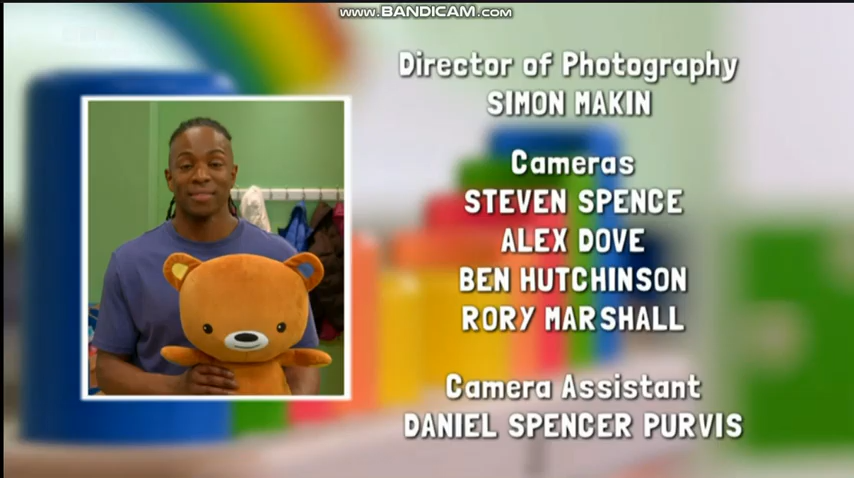 www.BANDICAM.com
Director of Photography
SIMON MAKIN
Cameras
STEVEN SPENCE
ALEX DOVE
BEN HUTCHINSON
RORY MARSHALL
Camera Assistant
DANIEL SPENCER PURVIS